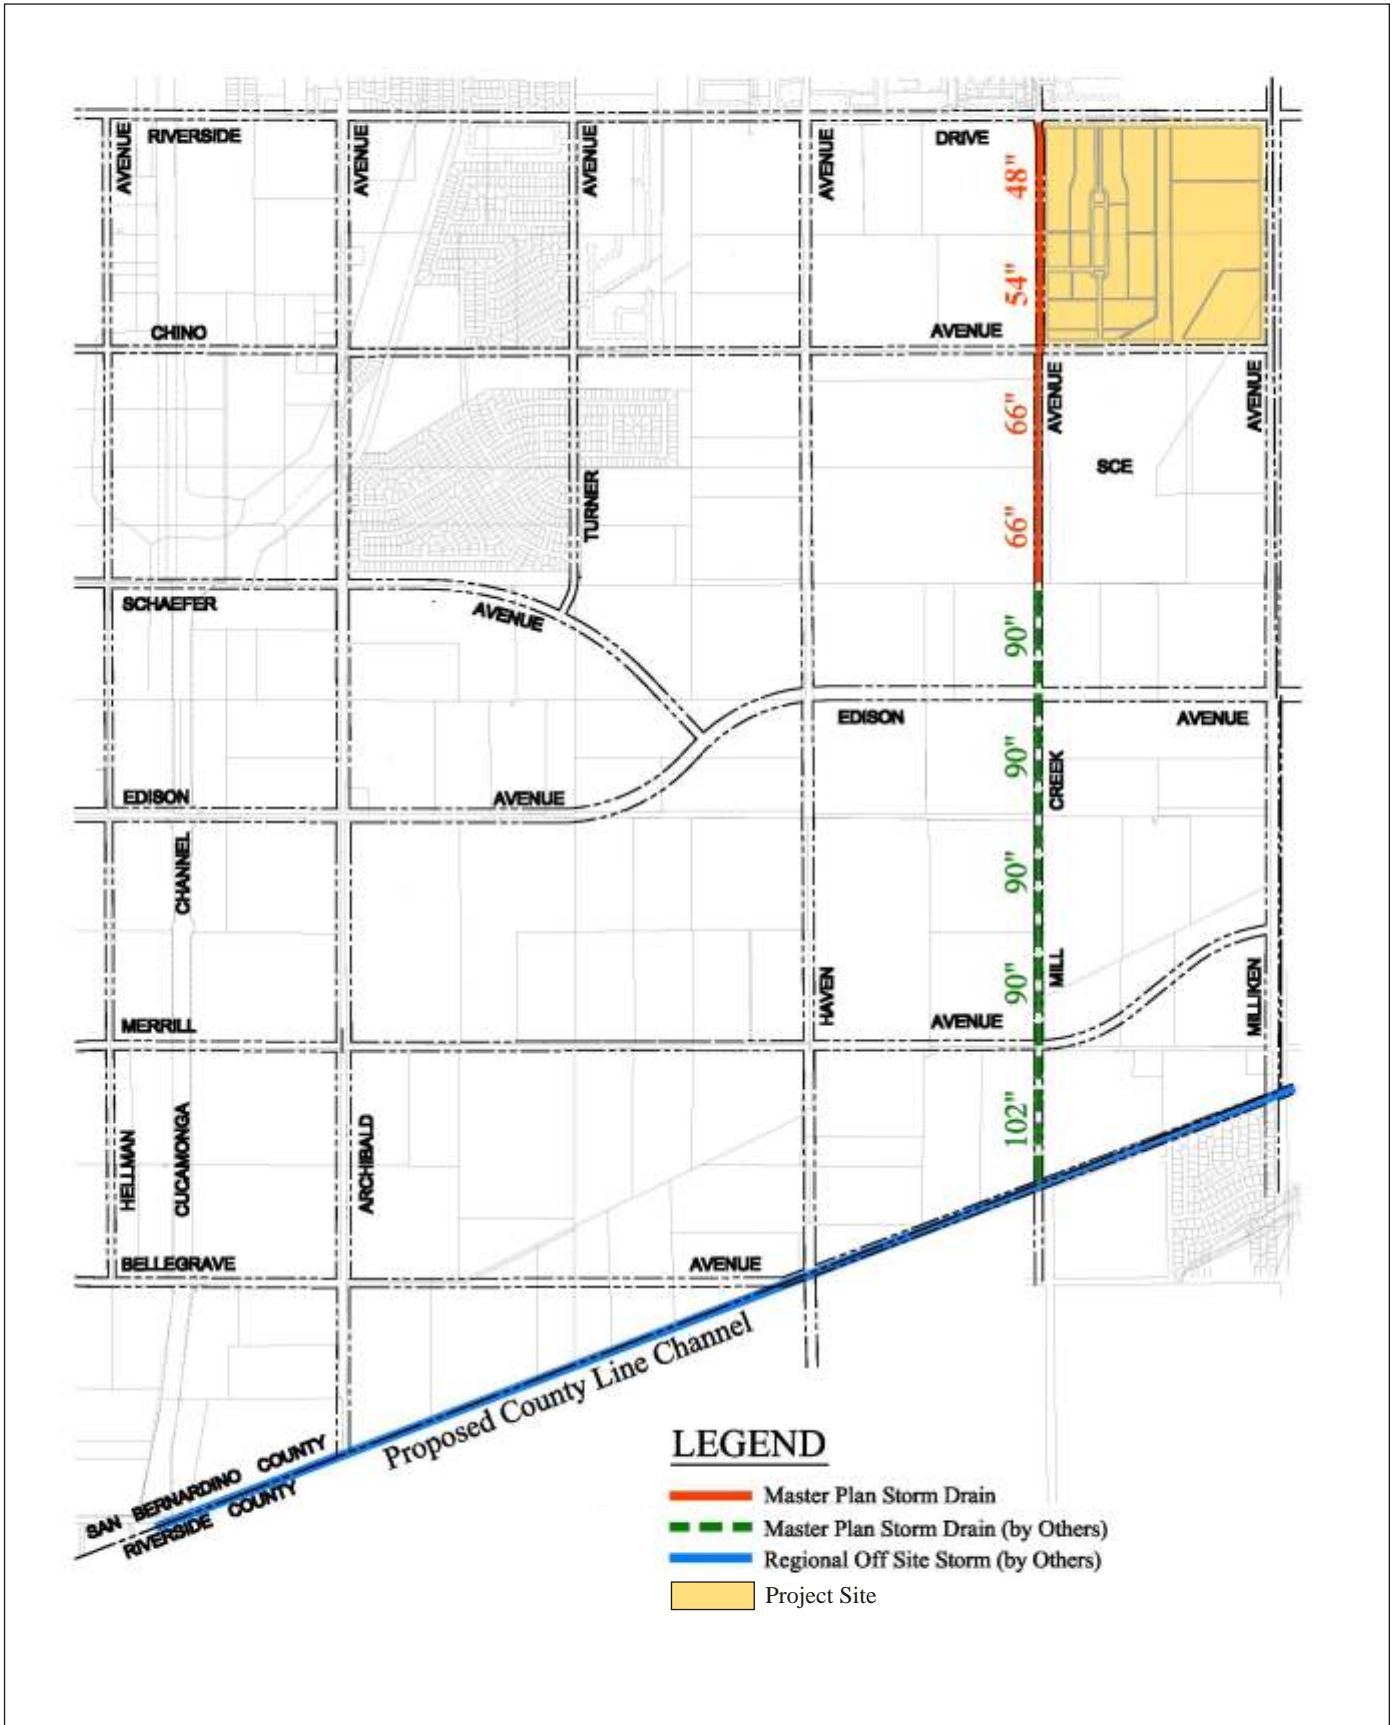 RIVERSIDE
DRIVE
AVENUE
AVENUE
AVENUE
AVENUE
48"
54"
CHINO
AVENUE
AVENUE
AVENUE
66"
SCE
TURNER
66"
SCHAEFER
AVENUE
90"
EDISON
AVENUE
90"
CREEK
EDISON
AVENUE
CHANNEL
90"
90"
MILL
HAVEN
MILLIKEN
MERRILL
AVENUE
102"
HELLMAN
CUCAMONGA
ARCHIBALD
BELLEGRAVE
AVENUE
Proposed County Line Channel
SAN BERNARDINO COUNTY
RIVERSIDE COUNTY
LEGEND
Master Plan Storm Drain
Master Plan Storm Drain (by Others)
Regional Off Site Storm (by Others)
Project Site